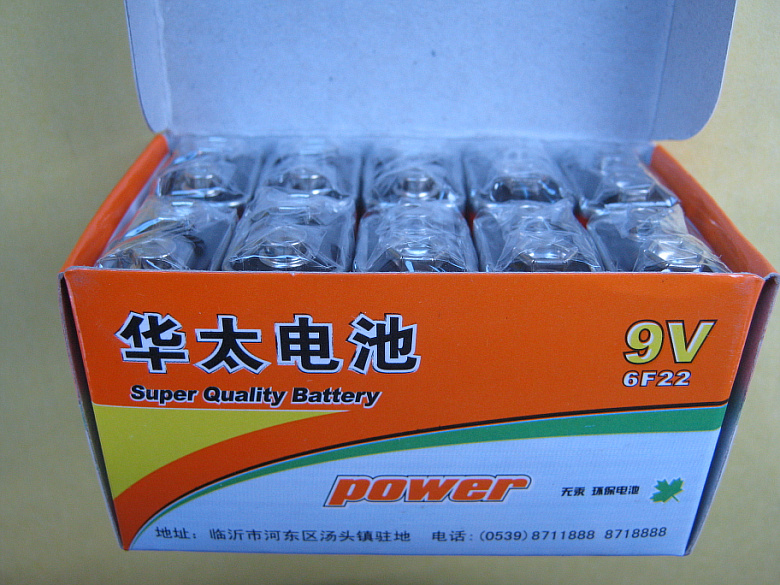 华太电池
9V
Super Quality Battery
6F22
power
无汞 环保电池
地址：临沂市河东区汤头镇驻地 电话：(0539)8711888 8718888